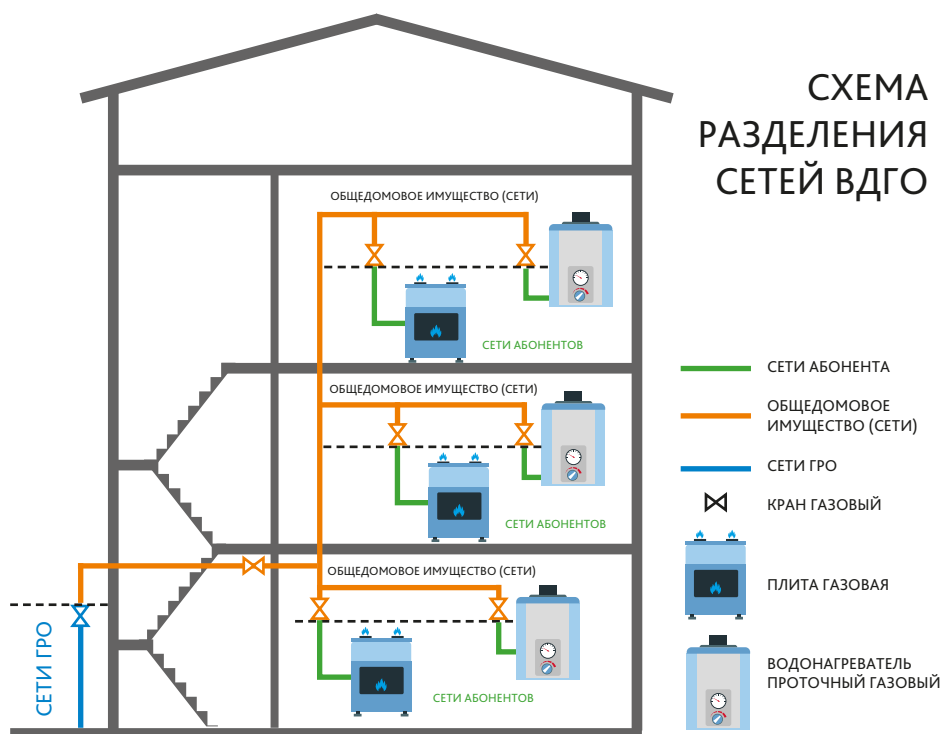 СХЕМА
РАЗДЕЛЕНИЯ
СЕТЕЙ ВДГО
ОБЩЕДОМОВОЕ ИМУЩЕСТВО (СЕТИ)
СЕТИ АБОНЕНТОВ
ОБЩЕДОМОВОЕ ИМУЩЕСТВО (СЕТИ)
СЕТИ АБОНЕНТОВ
ОБЩЕДОМОВОЕ ИМУЩЕСТВО (СЕТИ)
СЕТИ АБОНЕНТОВ
СЕТИ ГРО
СЕТИ АБОНЕНТА
ОБЩЕДОМОВОЕ
ИМУЩЕСТВО (СЕТИ)
СЕТИ ГРО
КРАН ГАЗОВЫЙ
ПЛИТА ГАЗОВАЯ
ВОДОНАГРЕВАТЕЛЬ
ПРОТОЧНЫЙ ГАЗОВЫЙ